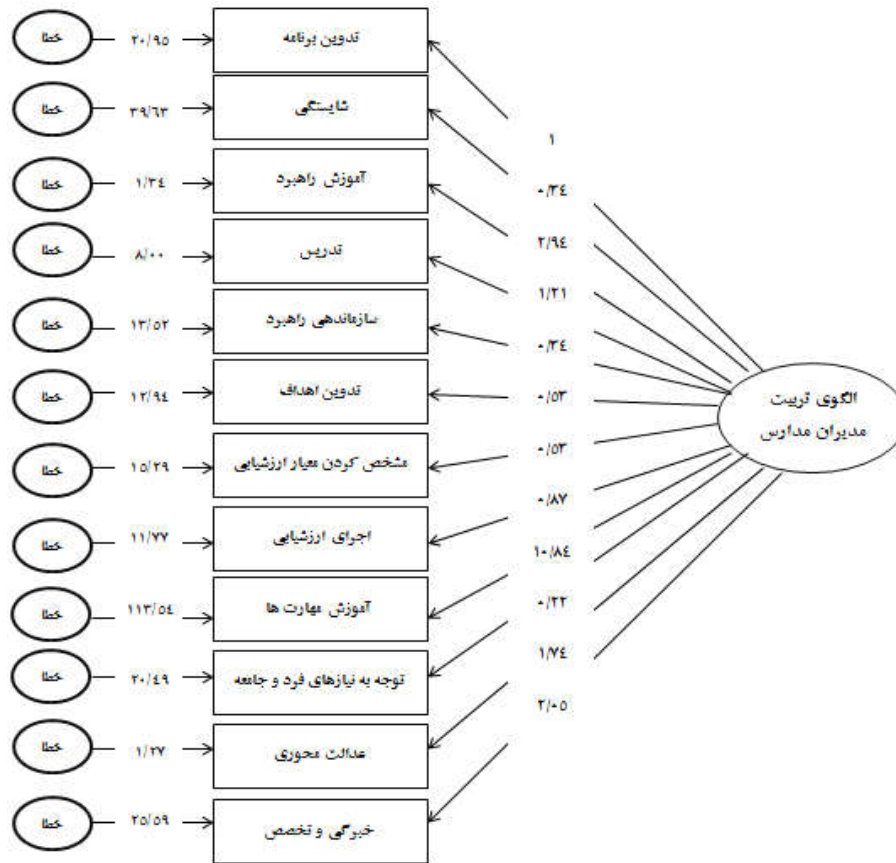 تدوین برنامه
شایستگی
آموزش راهبرد
تدریس
سازماندهی راهبرد
تدوین اهداف
مشخص کردن معیار ارزشیابی
اجرای ارزشیابی
آموزش مهارت ها
توجه به نیازهای فرد و جامعه
عدالت محوری
خبرگی و تخصص
خطا
خطا
خطا
خطا
خطا
خطا
خطا
خطا
خطا
خطا
خطا
خطا
۲۰/۹۵
۳۹/۶۳
۱/۳٤
۸/۰۰
۱۳/۵۲
۱۲/۹٤
۱۵/۲۹
۱۱/۷۷
۱۱۳/۵٤
۲۰/٤۹
۱/۲۷
۲۵/۵۹
۱
۰/۳٤
۲/۹٤
۱/۲۱
۰/۳٤
۰/۵۳
۰/۵۳
۰/۸۷
۱۰/۸٤
۰/۲۲
۱/۷٤
۲/۰۵
الگوی تربیت
مدیران مدارس